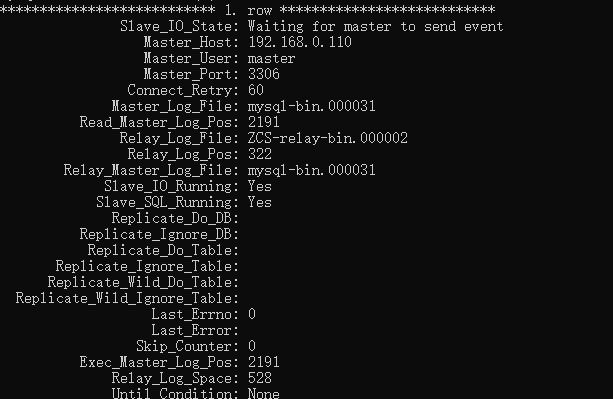 *************************** 1. row ***************************
Slave_IO_State: Waiting for master to send event
Master_Host: 192.168.0.110
Master_User: master
Master_Port: 3306
Connect_Retry: 60
Master_Log_File: mysql-bin.000031
Read_Master_Log_Pos: 2191
Relay_Log_File: ZCS-relay-bin.000002
Relay_Log_Pos: 322
Relay_Master_Log_File: mysql-bin.000031
Slave_IO_Running: Yes
Slave_SQL_Running: Yes
Replicate_Do_DB:
Replicate_Ignore_DB:
Replicate_Do_Table:
Replicate_Ignore_Table:
Replicate_Wild_Do_Table:
Replicate_Wild_Ignore_Table:
Last_Errno: 0
Last_Error:
Skip_Counter: 0
Exec_Master_Log_Pos: 2191
Relay_Log_Space: 528
Until_Condition: None